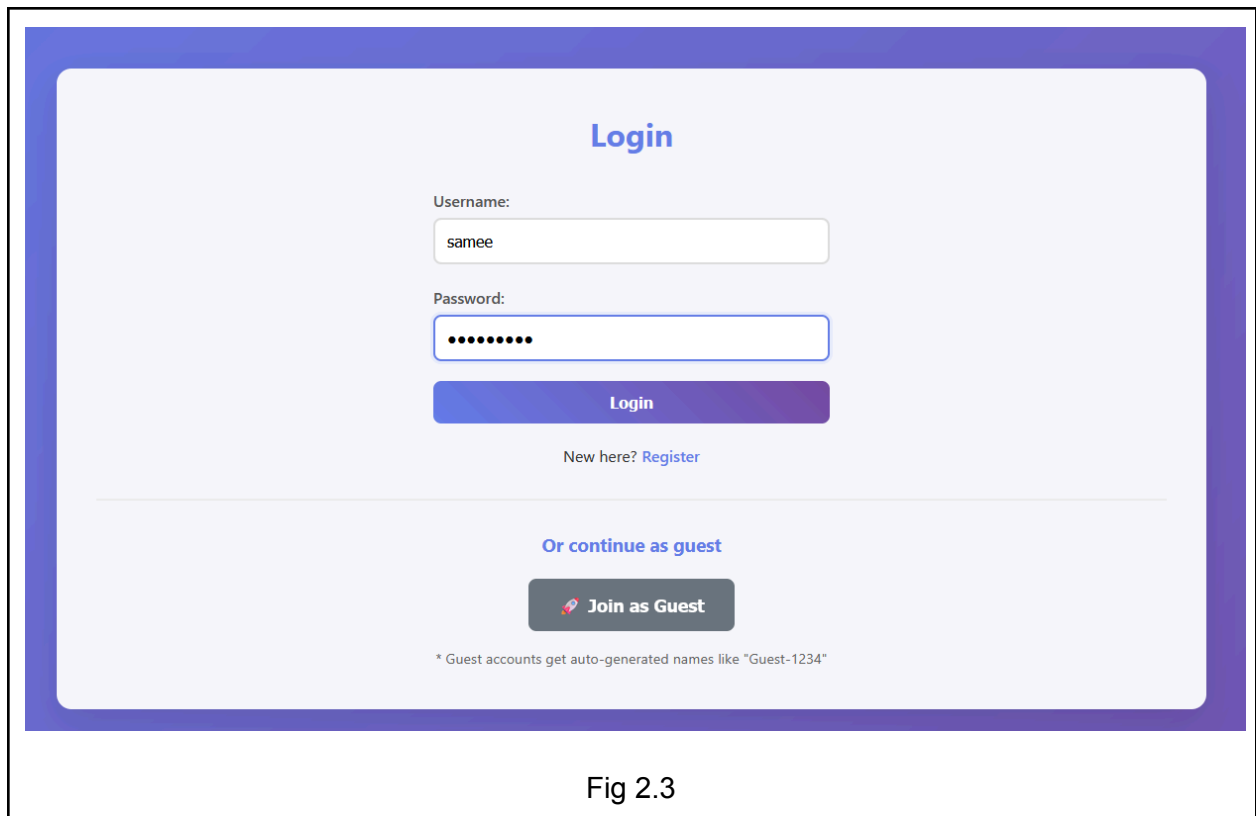 Login
Username:
samee
Password:
•••••••••
Login
New here? Register
Or continue as guest
🚀 Join as Guest
* Guest accounts get auto-generated names like "Guest-1234"
Fig 2.3